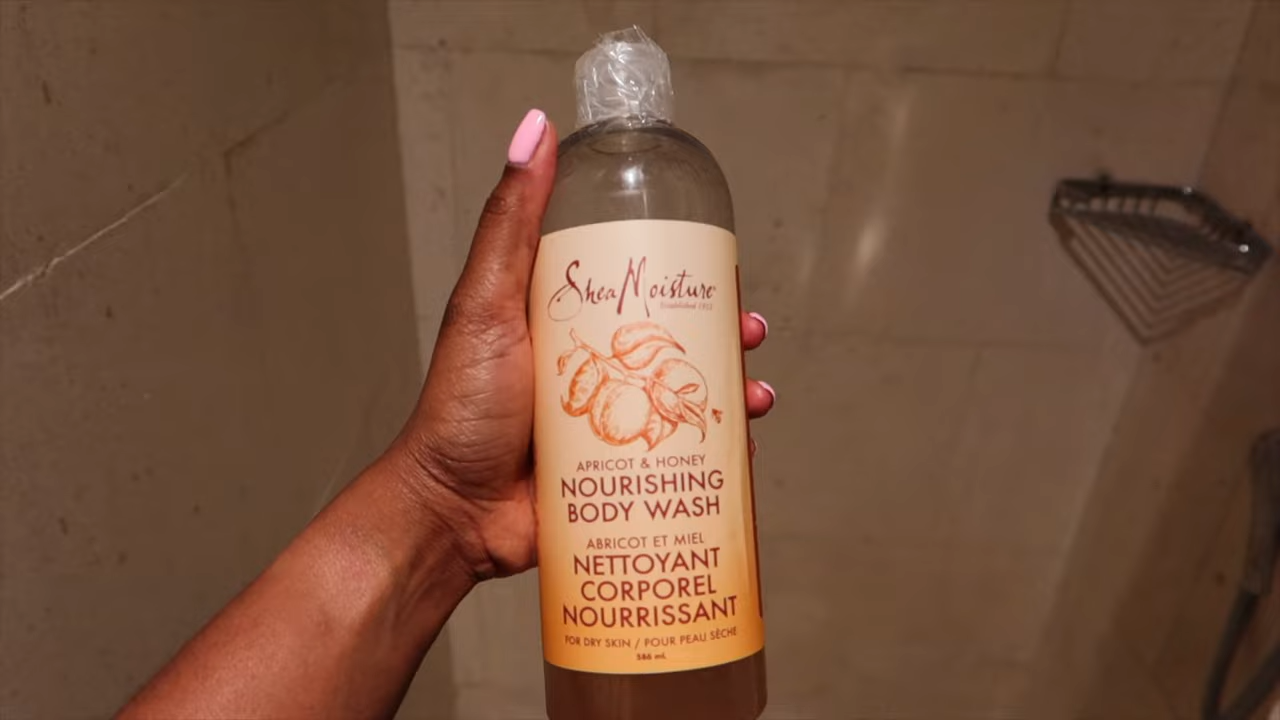 SheaMoisture
Established 1912
APRICOT & HONEY
NOURISHING
BODY WASH
ABRICOT ET MIEL
NETTOYANT
CORPOREL
NOURRISSANT
FOR DRY SKIN / POUR PEAU SÈCHE
586 mL